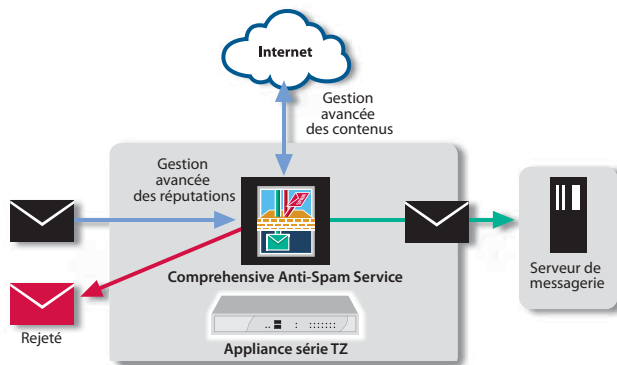 Internet
Gestion
avancée
des contenus
Gestion
avancée
des réputations
Comprehensive Anti-Spam Service
Serveur de
messagerie
Rejeté
Appliance série TZ